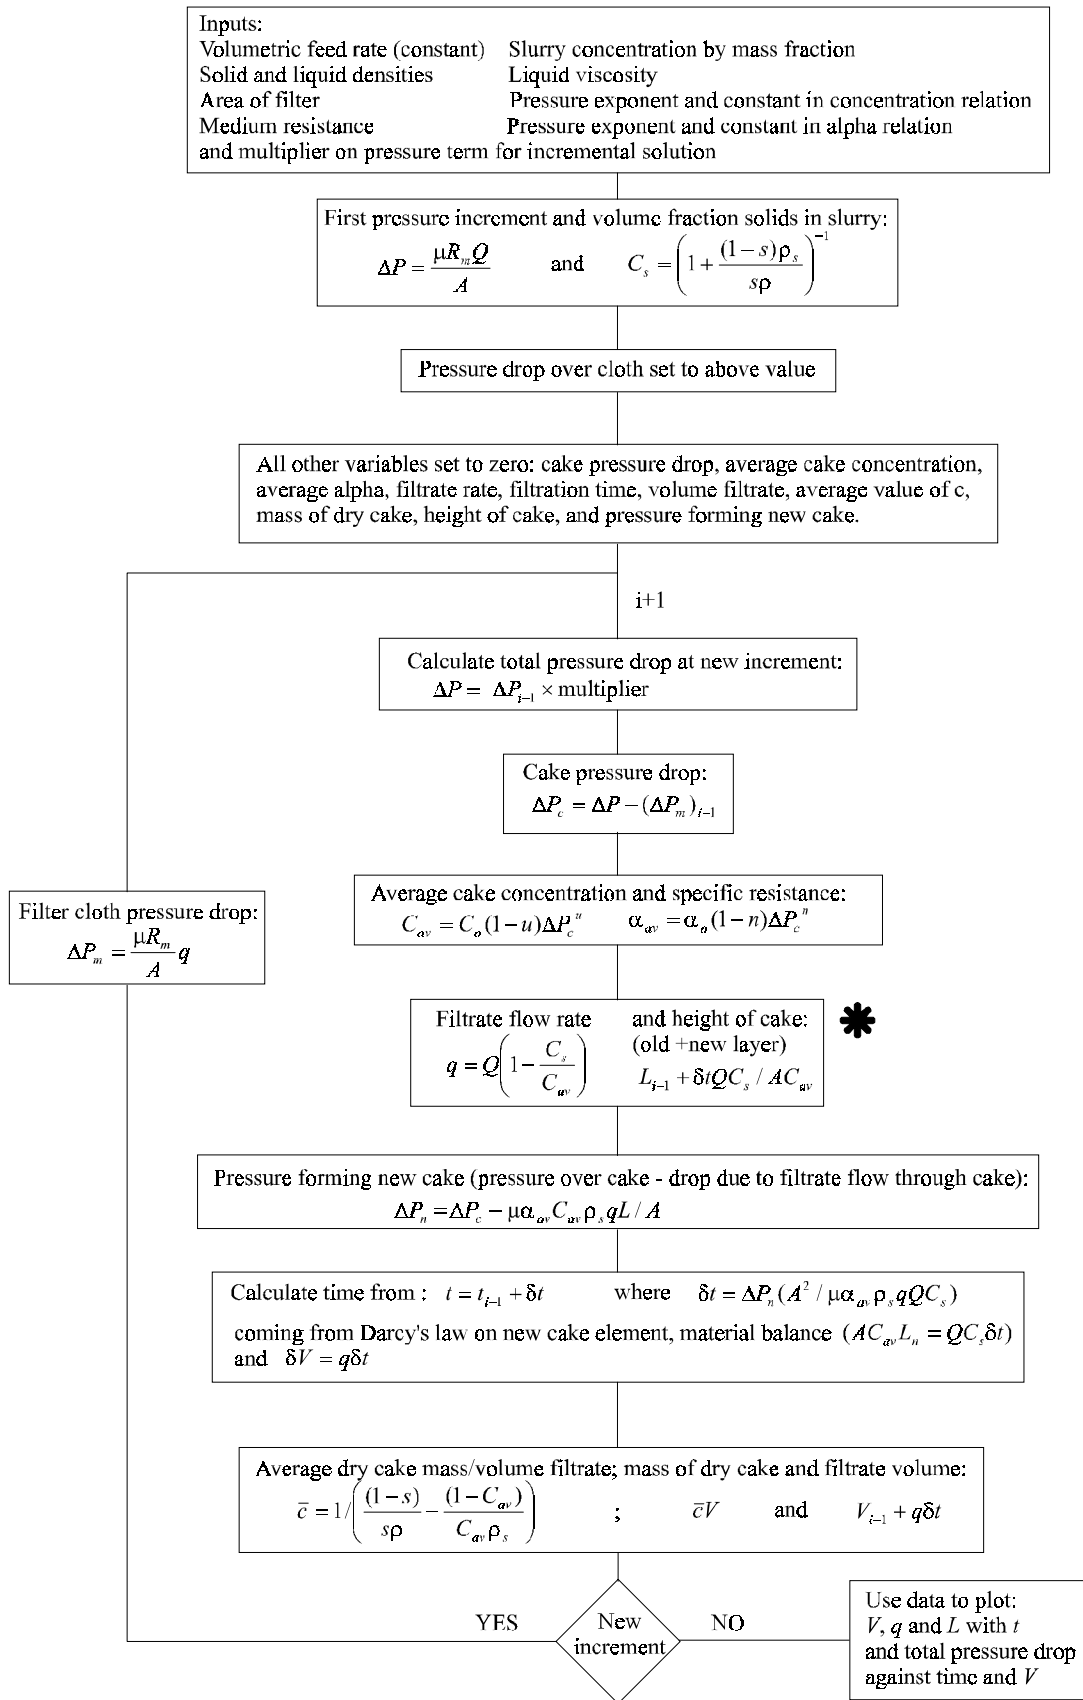 Inputs:
Volumetric feed rate (constant) Slurry concentration by mass fraction
Solid and liquid densities Liquid viscosity
Area of filter Pressure exponent and constant in concentration relation
Medium resistance Pressure exponent and constant in alpha relation
and multiplier on pressure term for incremental solution
First pressure increment and volume fraction solids in slurry:
ΔP = μR_m Q / A and C_s = (1 + (1−s)ρ_s / sρ)^−1
Pressure drop over cloth set to above value
All other variables set to zero: cake pressure drop, average cake concentration,
average alpha, filtrate rate, filtration time, volume filtrate, average value of c,
mass of dry cake, height of cake, and pressure forming new cake.
i+1
Calculate total pressure drop at new increment:
ΔP = ΔP_i−1 × multiplier
Cake pressure drop:
ΔP_c = ΔP − (ΔP_m)_i−1
Average cake concentration and specific resistance:
C_av = C_o(1−u)ΔP_c^u α_av = α_o(1−n)ΔP_c^n
Filter cloth pressure drop:
ΔP_m = μR_m / A q
Filtrate flow rate and height of cake:
(old +new layer)
q = Q(1 − C_s / C_av) L_i−1 + δtQC_s / AC_av
Pressure forming new cake (pressure over cake - drop due to filtrate flow through cake):
ΔP_n = ΔP_c − μα_av C_av ρ_s qL / A
Calculate time from : t = t_i−1 + δt where δt = ΔP_n(A^2 / μα_av ρ_s qQC_s)
coming from Darcy's law on new cake element, material balance (AC_av L_n = QC_s δt)
and δV = qδt
Average dry cake mass/volume filtrate; mass of dry cake and filtrate volume:
c̄ = 1/((1−s) / sρ − (1−C_av) / C_av ρ_s) ; c̄V and V_i−1 + qδt
YES New NO
increment
Use data to plot:
V, q and L with t
and total pressure drop
against time and V